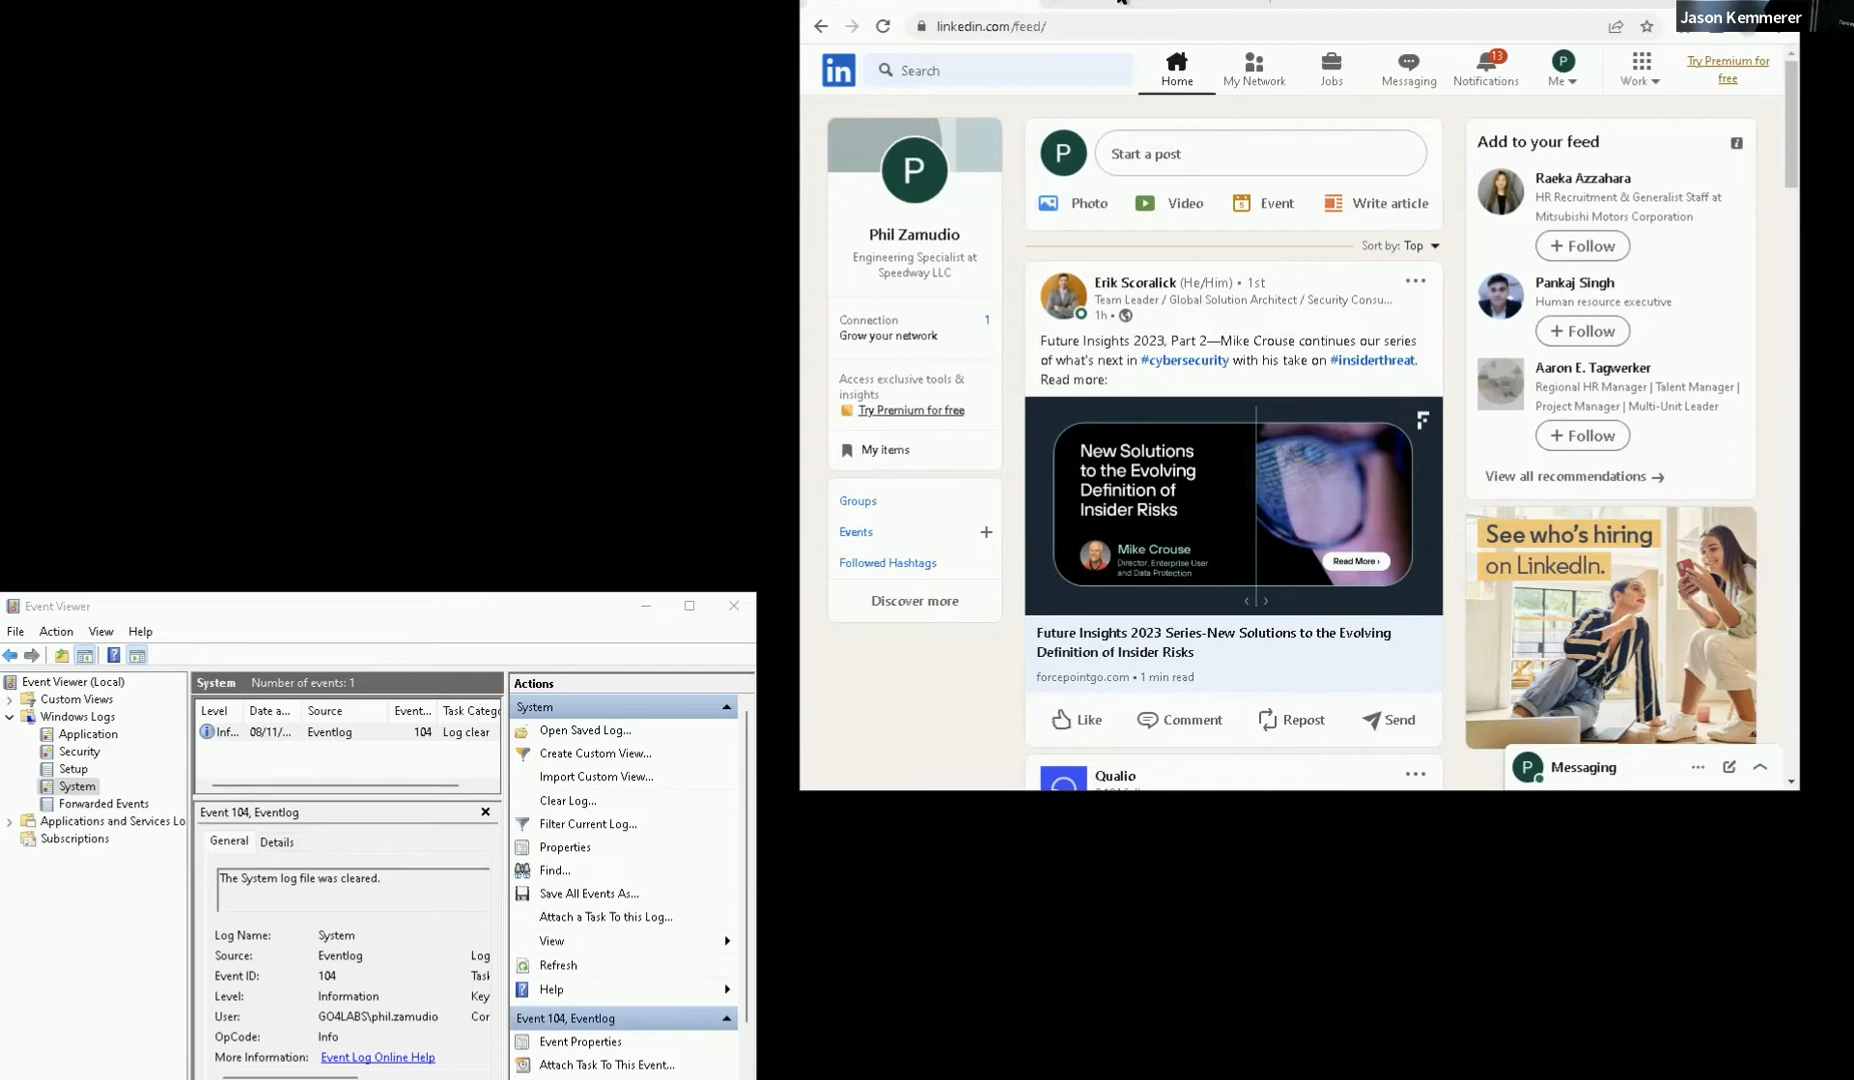 Jason Kemmerer
linkedin.com/feed/
in
Search
Home
My Network
Jobs
Messaging
13
Notifications
P
Me
Work
Try Premium for
free
P
Phil Zamudio
Engineering Specialist at
Speedway LLC
Connection
1
Grow your network
Access exclusive tools &
insights
Try Premium for free
My items
Groups
Events
+
Followed Hashtags
Discover more
P
Start a post
Photo
Video
Event
Write article
Sort by: Top
Erik Scoralick (He/Him) • 1st
Team Leader / Global Solution Architect / Security Consu...
1h •
Future Insights 2023, Part 2—Mike Crouse continues our series
of what's next in #cybersecurity with his take on #insiderthreat.
Read more:
New Solutions
to the Evolving
Definition of
Insider Risks
Mike Crouse
Director, Enterprise User
and Data Protection
Read More ›
Future Insights 2023 Series-New Solutions to the Evolving
Definition of Insider Risks
forcepointgo.com • 1 min read
Like
Comment
Repost
Send
Qualio
Add to your feed
Raeka Azzahara
HR Recruitment & Generalist Staff at
Mitsubishi Motors Corporation
+ Follow
Pankaj Singh
Human resource executive
+ Follow
Aaron E. Tagwerker
Regional HR Manager | Talent Manager |
Project Manager | Multi-Unit Leader
+ Follow
View all recommendations →
See who's hiring
on LinkedIn.
P
Messaging
Event Viewer
File Action View Help
Event Viewer (Local)
Custom Views
Windows Logs
Application
Security
Setup
System
Forwarded Events
Applications and Services Lo
Subscriptions
System Number of events: 1
Level Date a... Source Event... Task Catego
Inf... 08/11/... Eventlog 104 Log clear
Event 104, Eventlog
General Details
The System log file was cleared.
Log Name: System
Source: Eventlog Log
Event ID: 104 Task
Level: Information Key
User: GO4LABS\phil.zamudio Cor
OpCode: Info
More Information: Event Log Online Help
Actions
System
Open Saved Log...
Create Custom View...
Import Custom View...
Clear Log...
Filter Current Log...
Properties
Find...
Save All Events As...
Attach a Task To this Log...
View
Refresh
Help
Event 104, Eventlog
Event Properties
Attach Task To This Event...